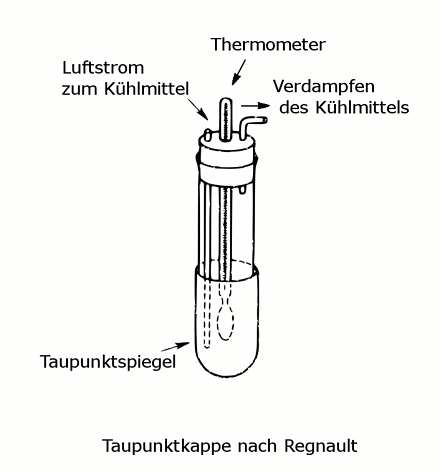 Thermometer
Luftstrom
zum Kühlmittel
Verdampfen
des Kühlmittels
Taupunktspiegel
Taupunktkappe nach Regnault